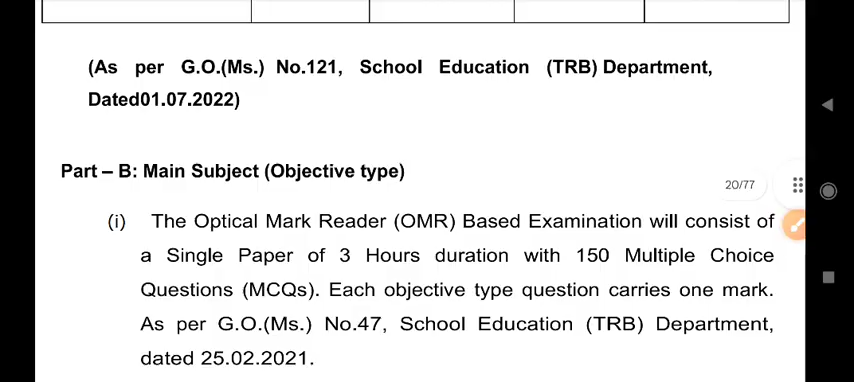 (As per G.O.(Ms.) No.121, School Education (TRB) Department,
Dated01.07.2022)
Part – B: Main Subject (Objective type)
20/77
(i) The Optical Mark Reader (OMR) Based Examination will consist of
a Single Paper of 3 Hours duration with 150 Multiple Choice
Questions (MCQs). Each objective type question carries one mark.
As per G.O.(Ms.) No.47, School Education (TRB) Department,
dated 25.02.2021.